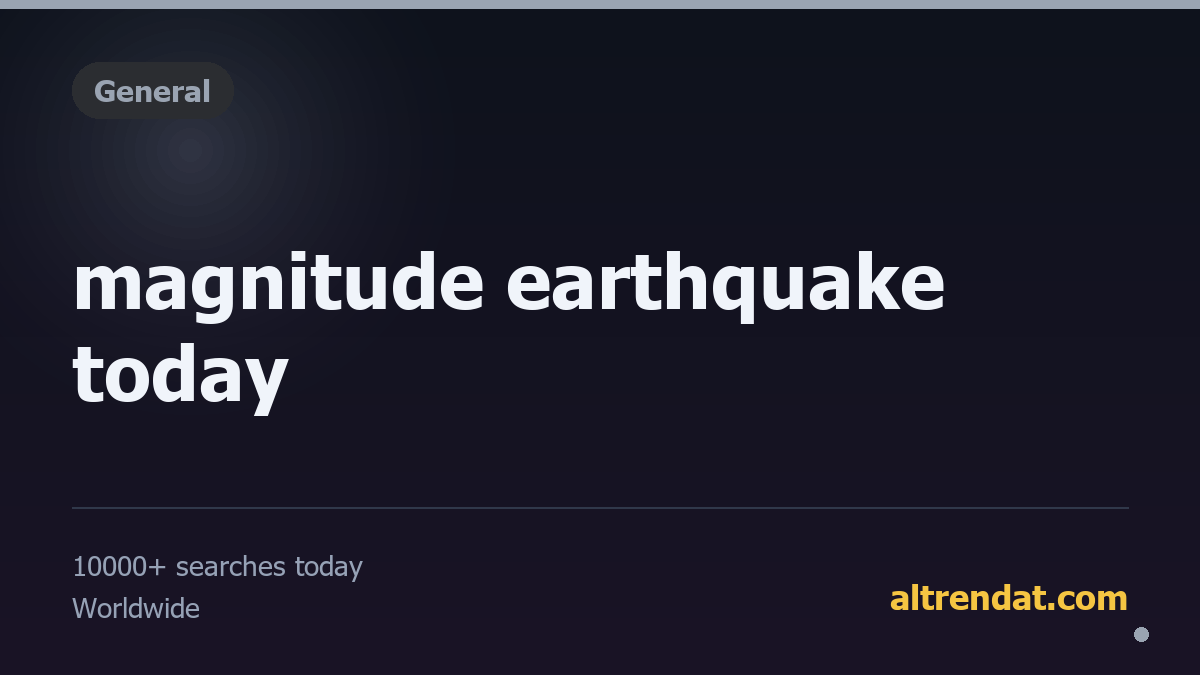 General
magnitude earthquake
today
10000+ searches today
Worldwide
altrendat.com